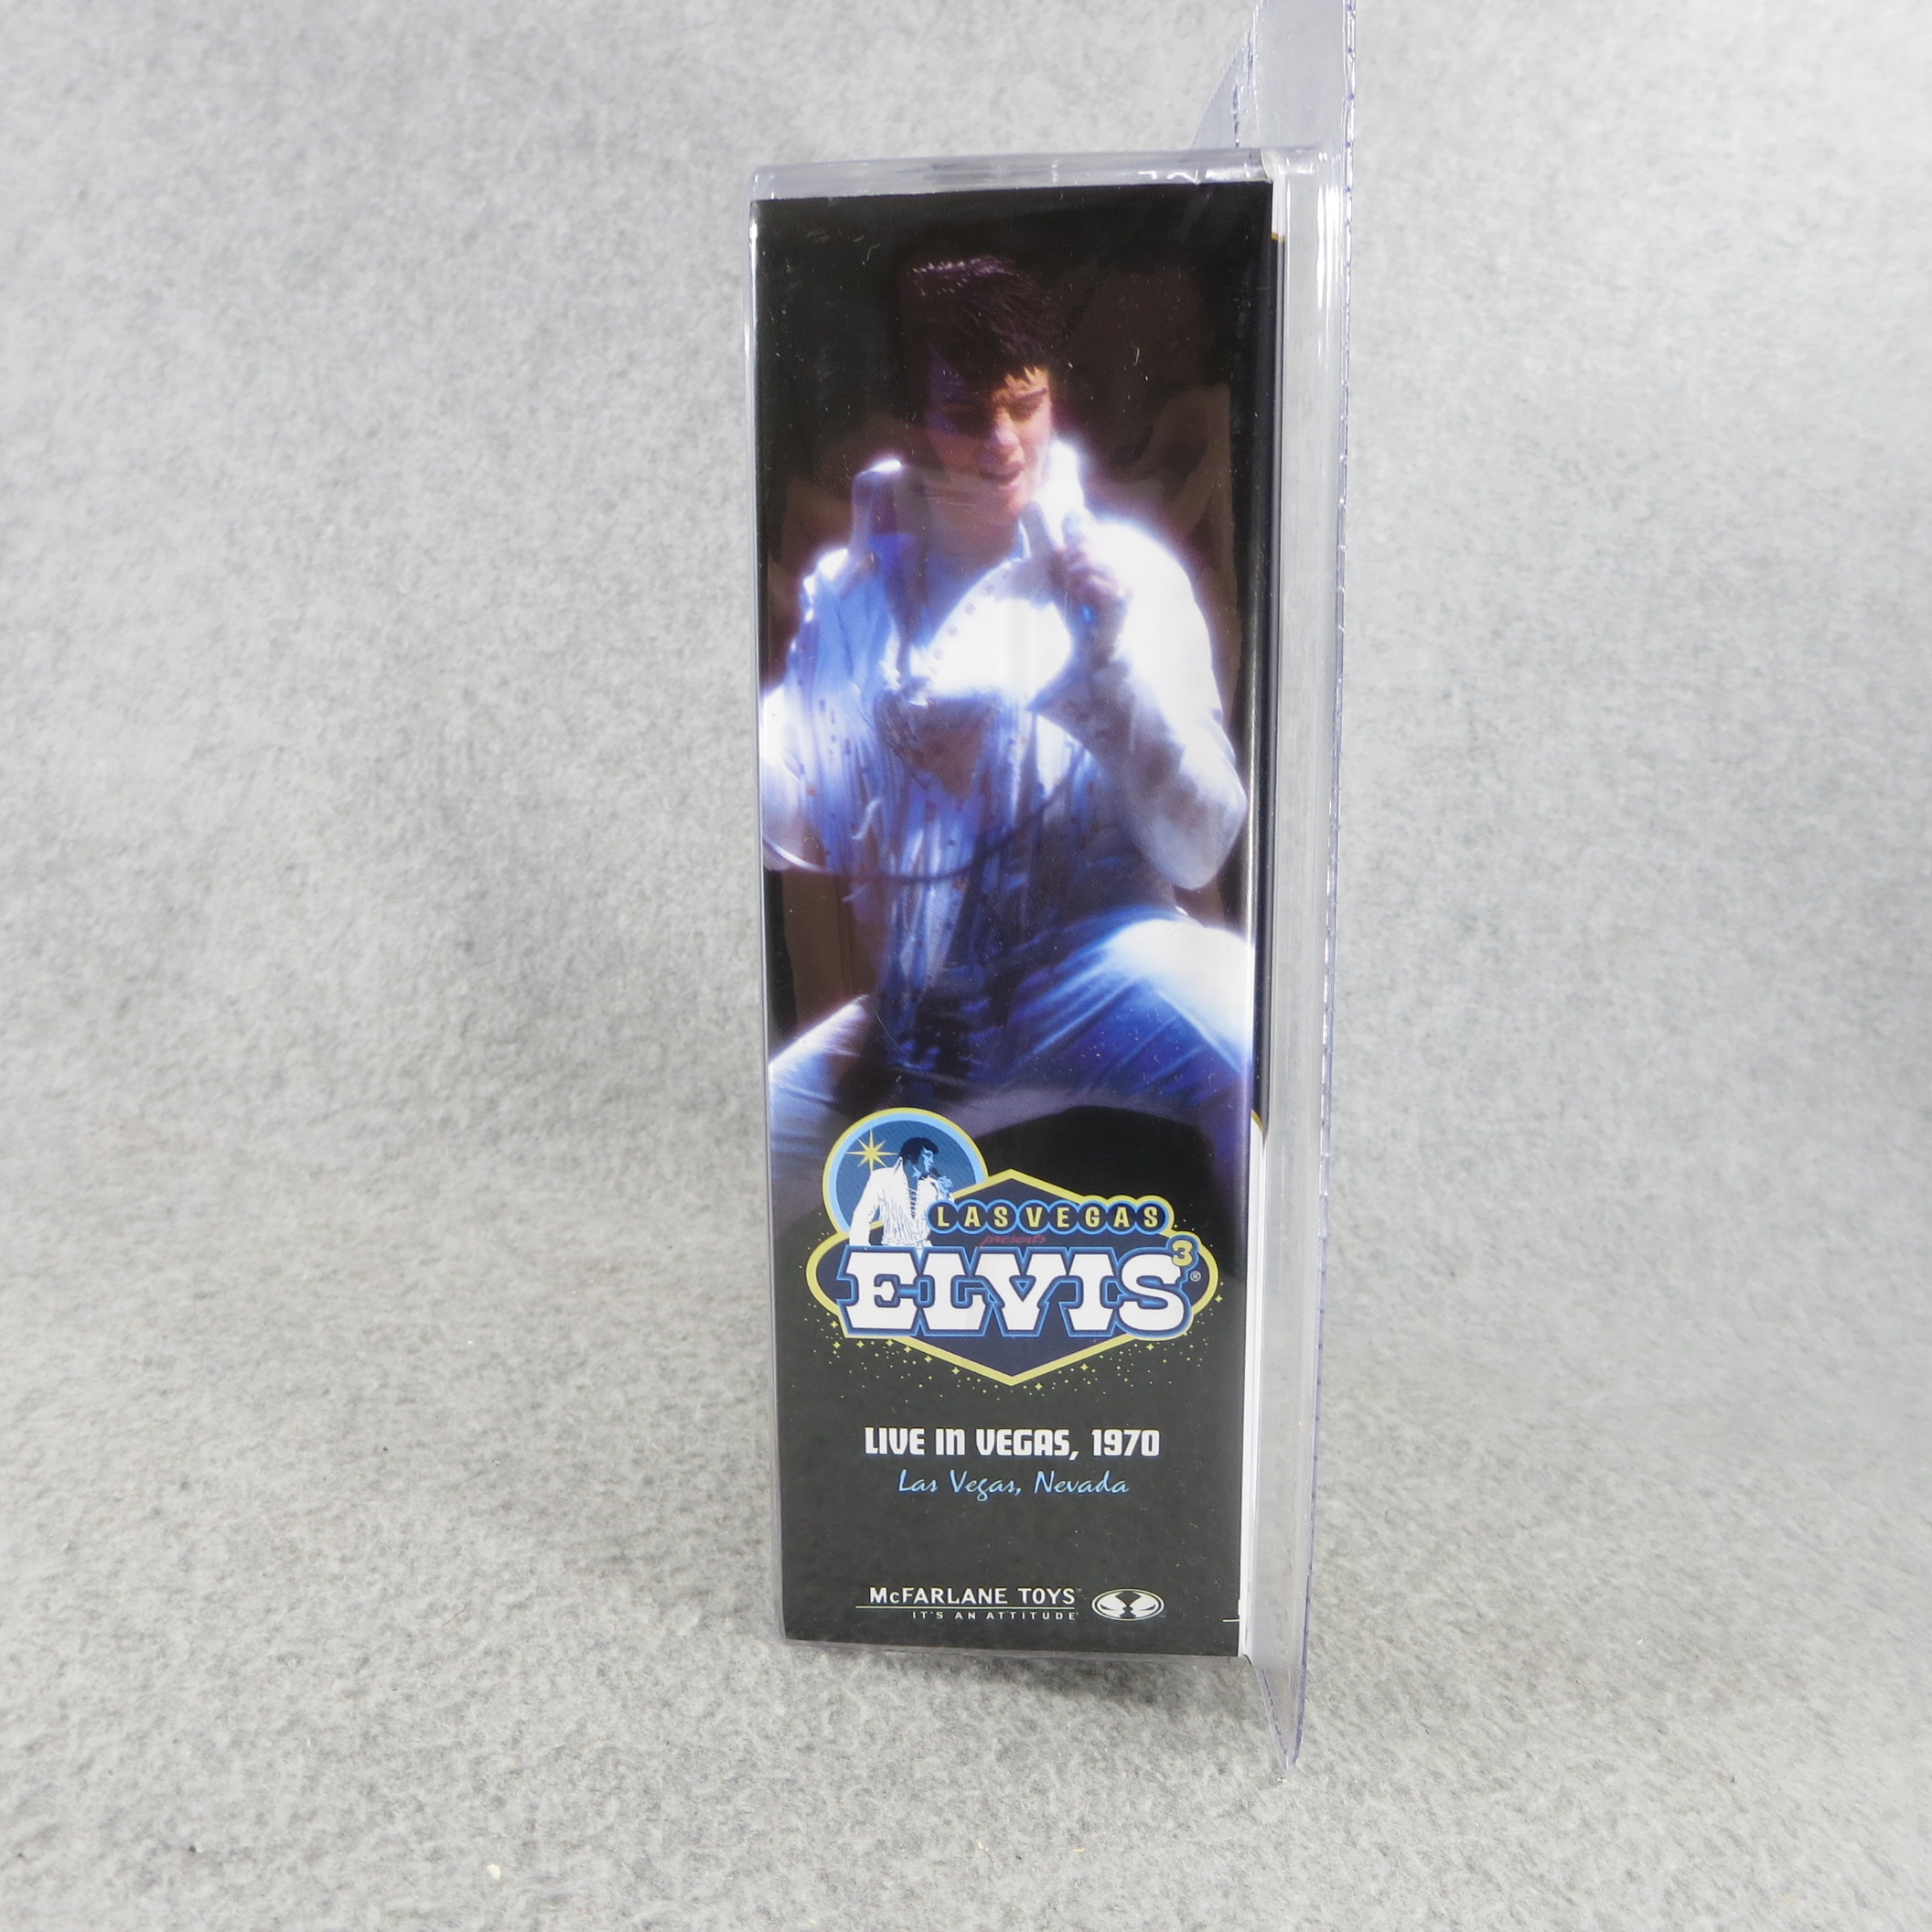 LAS VEGAS
presents
ELVIS³®
LIVE IN VEGAS, 1970
Las Vegas, Nevada
McFARLANE TOYS
IT'S AN ATTITUDE